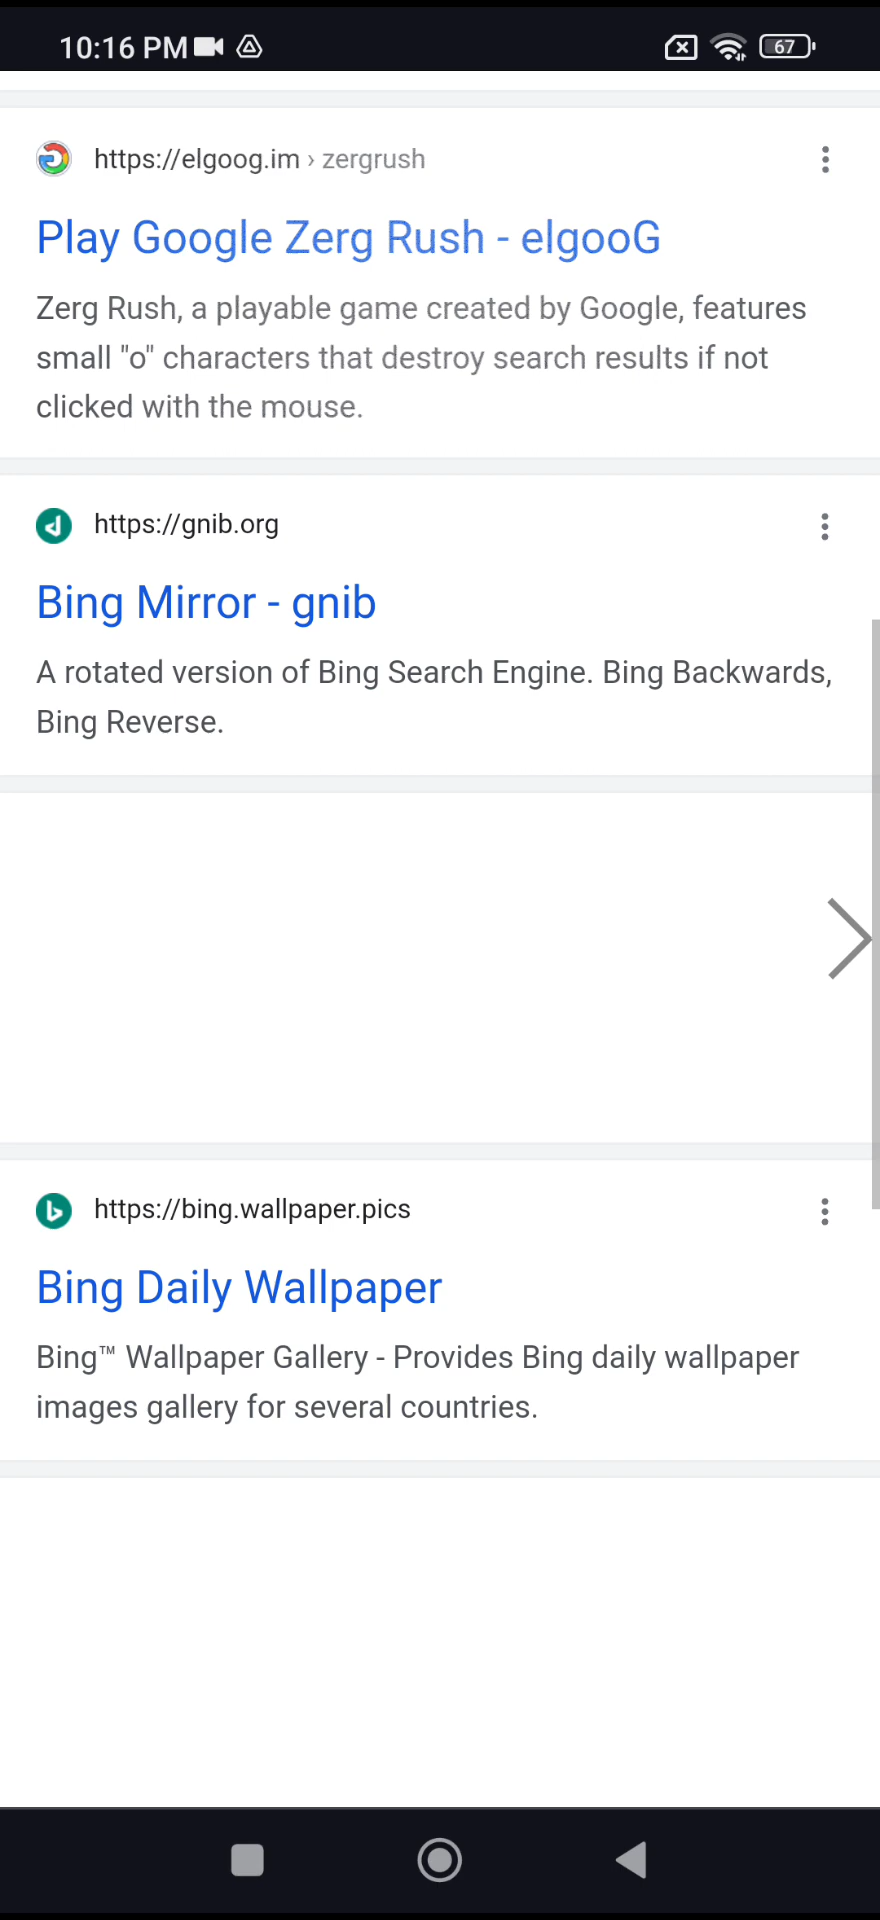 10:16 PM
67
https://elgoog.im › zergrush
Play Google Zerg Rush - elgooG
Zerg Rush, a playable game created by Google, features
small "o" characters that destroy search results if not
clicked with the mouse.
https://gnib.org
Bing Mirror - gnib
A rotated version of Bing Search Engine. Bing Backwards,
Bing Reverse.
https://bing.wallpaper.pics
Bing Daily Wallpaper
Bing™ Wallpaper Gallery - Provides Bing daily wallpaper
images gallery for several countries.